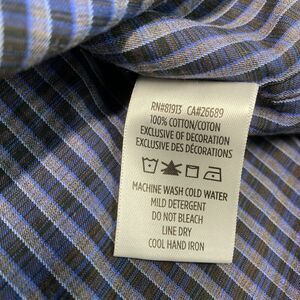 RN#81913 CA#26689
100% COTTON/COTON
EXCLUSIVE OF DECORATION
EXCLUSIVE DES DÉCORATIONS
MACHINE WASH COLD WATER
MILD DETERGENT
DO NOT BLEACH
LINE DRY
COOL HAND IRON